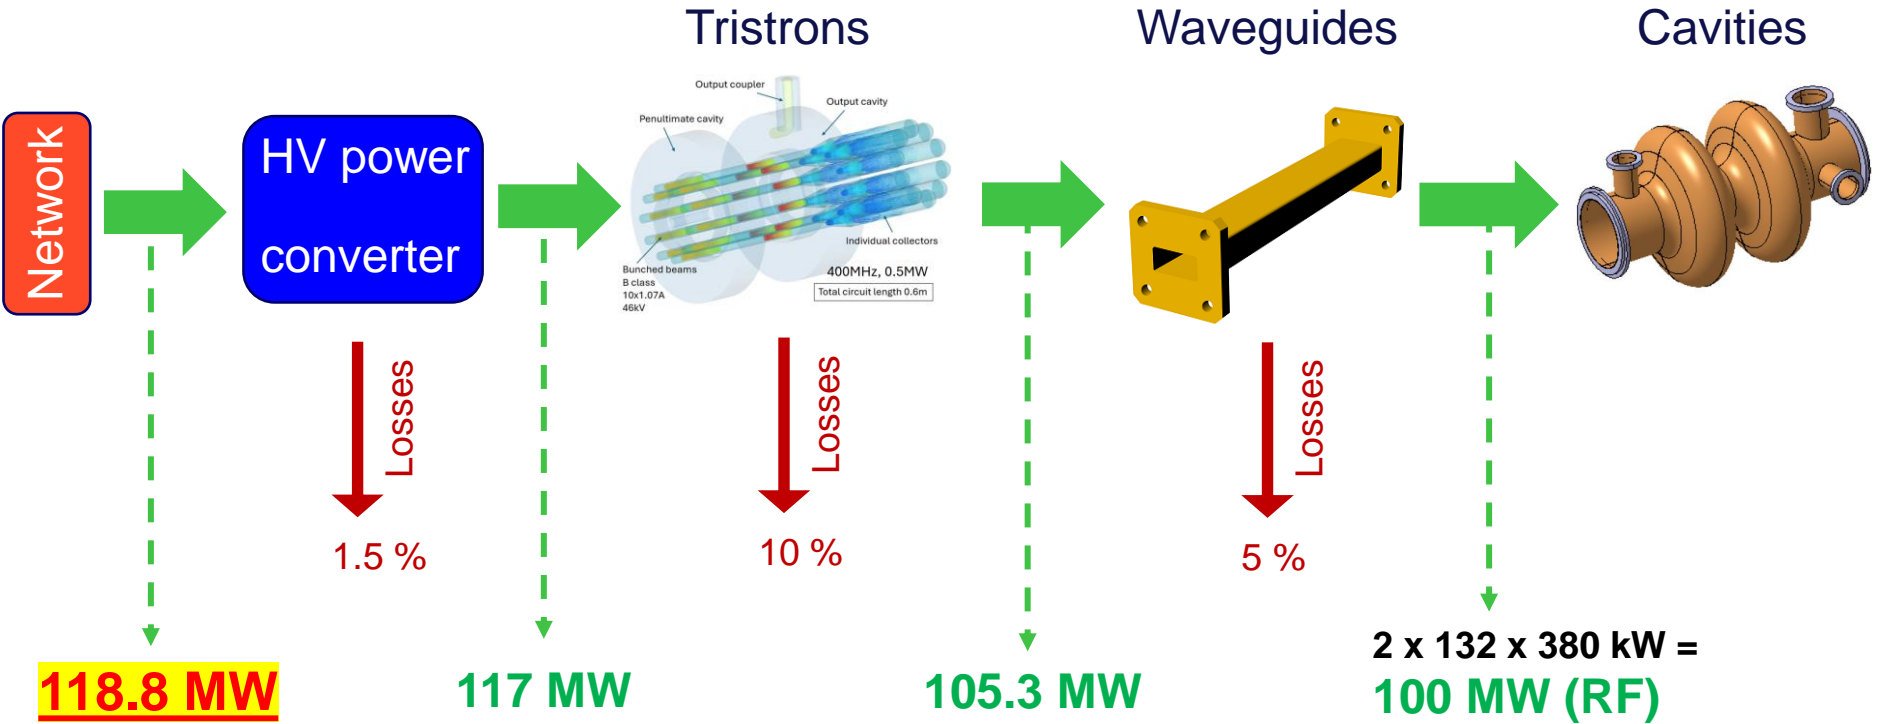 Tristrons
Waveguides
Cavities
Network
HV power
converter
Output coupler
Output cavity
Penultimate cavity
Individual collectors
Bunched beams
B class
10x1.07A
46kV
400MHz, 0.5MW
Total circuit length 0.6m
Losses
Losses
Losses
1.5 %
10 %
5 %
118.8 MW
117 MW
105.3 MW
2 x 132 x 380 kW =
100 MW (RF)